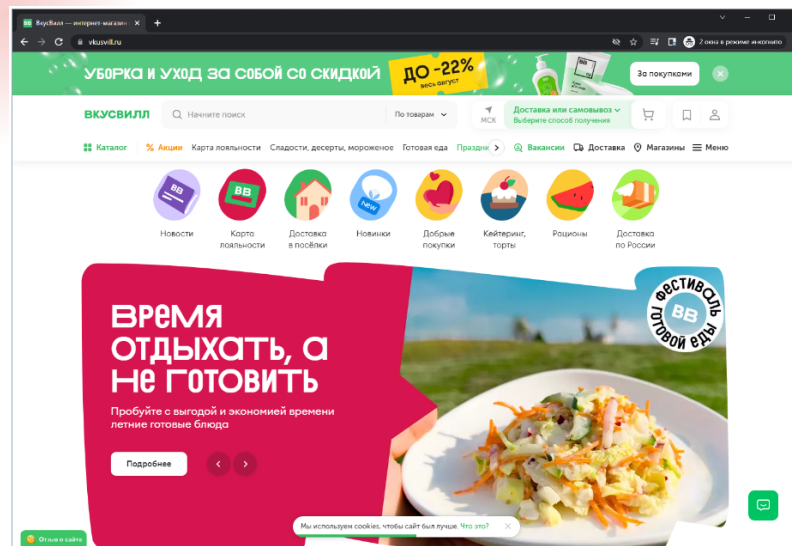 ВкусВилл — интернет-магазин
vkusvill.ru
2 окна в режиме инкогнито
УБОРКА И УХОД ЗА СОБОЙ СО СКИДКОЙ
ДО -22%
весь август
За покупками
ВКУСВИЛЛ
Начните поиск
По товарам
МСК
Доставка или самовывоз
Выберите способ получения
Каталог
% Акции
Карта лояльности
Сладости, десерты, мороженое
Готовая еда
Праздни
Вакансии
Доставка
Магазины
Меню
ВВ
ВВ
New
Новости
Карта лояльности
Доставка в посёлки
Новинки
Добрые покупки
Кейтеринг, торты
Рационы
Доставка по России
ВРЕМЯ
ОТДЫХАТЬ, А
НЕ ГОТОВИТЬ
Пробуйте с выгодой и экономией времени
летние готовые блюда
Подробнее
ФЕСТИВАЛЬ
ВВ
ГОТОВОЙ ЕДЫ
Мы используем cookies, чтобы сайт был лучше. Что это?
Отзыв о сайте